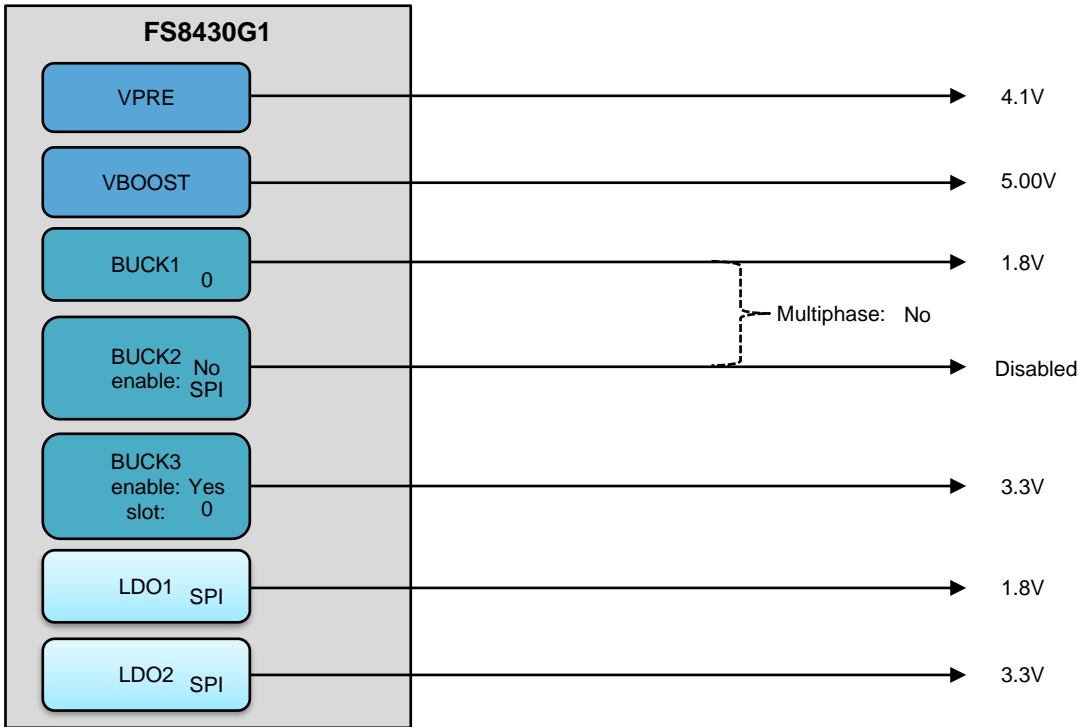 FS8430G1
VPRE
4.1V
VBOOST
5.00V
BUCK1
0
1.8V
Multiphase: No
BUCK2
enable: No
SPI
Disabled
BUCK3
enable: Yes
slot: 0
3.3V
LDO1 SPI
1.8V
LDO2 SPI
3.3V